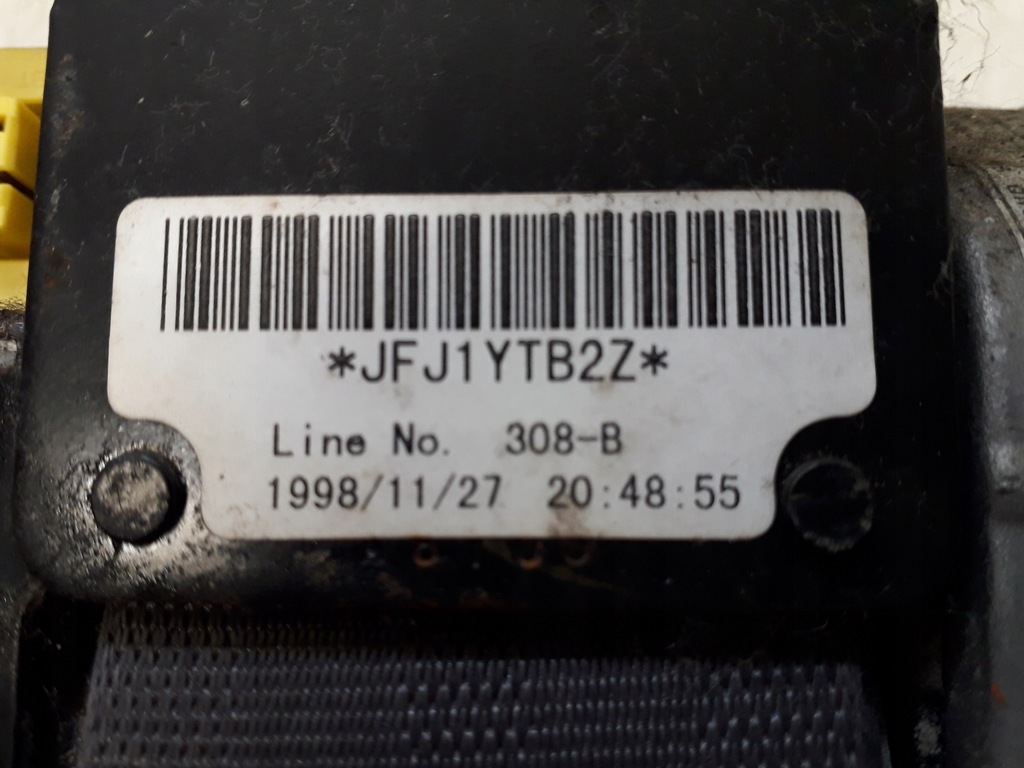 *JFJ1YTB2Z*
Line No. 308-B
1998/11/27 20:48:55